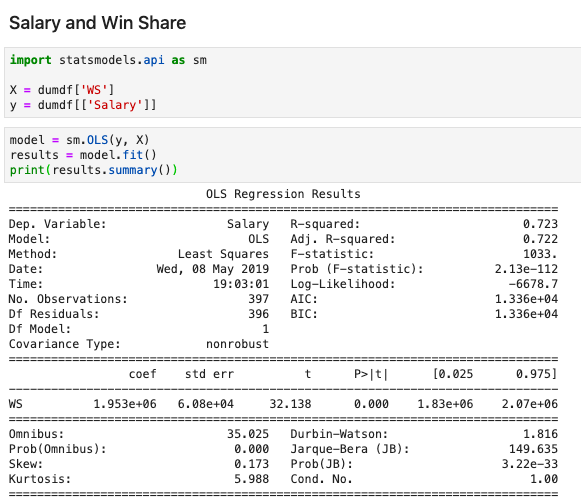 Salary and Win Share
import statsmodels.api as sm
X = dumdf['WS']
y = dumdf[['Salary']]
model = sm.OLS(y, X)
results = model.fit()
print(results.summary())
OLS Regression Results
==============================================================================
Dep. Variable: Salary R-squared: 0.723
Model: OLS Adj. R-squared: 0.722
Method: Least Squares F-statistic: 1033.
Date: Wed, 08 May 2019 Prob (F-statistic): 2.13e-112
Time: 19:03:01 Log-Likelihood: -6678.7
No. Observations: 397 AIC: 1.336e+04
Df Residuals: 396 BIC: 1.336e+04
Df Model: 1
Covariance Type: nonrobust
==============================================================================
coef std err t P>|t| [0.025 0.975]
------------------------------------------------------------------------------
WS 1.953e+06 6.08e+04 32.138 0.000 1.83e+06 2.07e+06
==============================================================================
Omnibus: 35.025 Durbin-Watson: 1.816
Prob(Omnibus): 0.000 Jarque-Bera (JB): 149.635
Skew: 0.173 Prob(JB): 3.22e-33
Kurtosis: 5.988 Cond. No. 1.00
==============================================================================